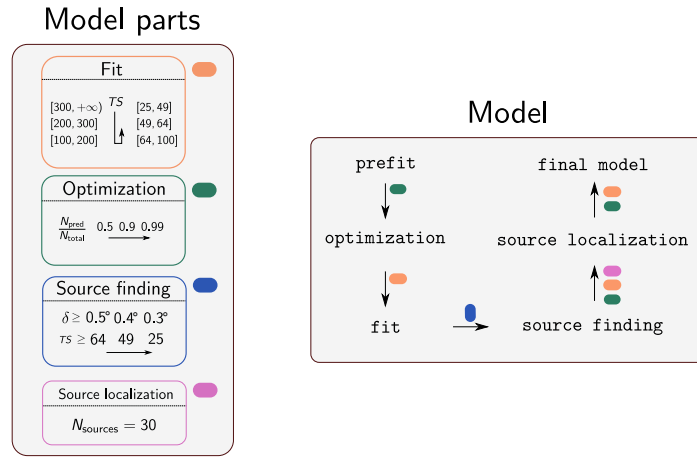 Model parts
Fit
[300, +∞) TS [25, 49]
[200, 300] [49, 64]
[100, 200] [64, 100]
Optimization
N_pred/N_total 0.5 0.9 0.99
Source finding
δ ≥ 0.5° 0.4° 0.3°
TS ≥ 64 49 25
Source localization
N_sources = 30
Model
prefit final model
optimization source localization
fit source finding